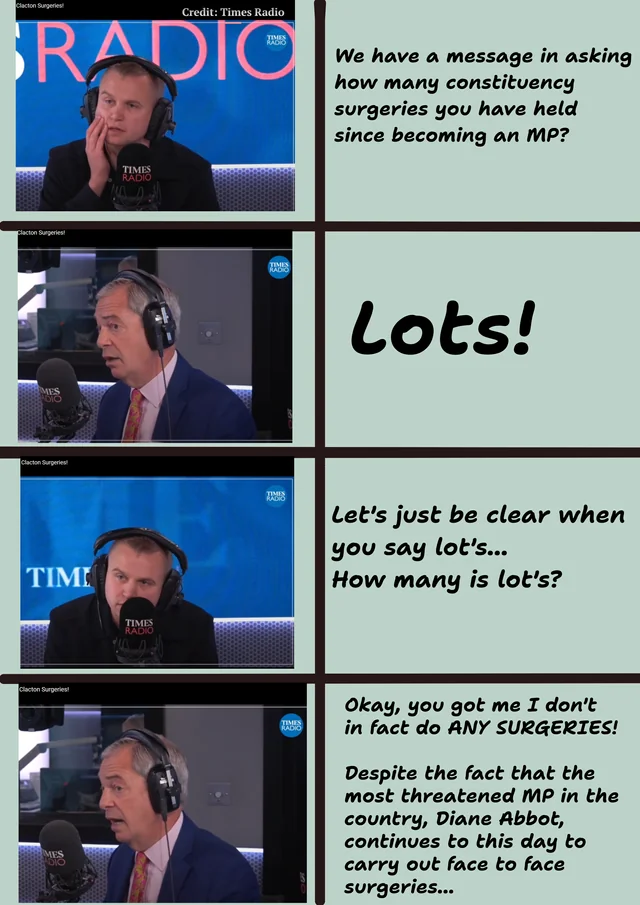 Clacton Surgeries!
Credit: Times Radio
RADIO
TIMES
RADIO
TIMES
RADIO
We have a message in asking
how many constituency
surgeries you have held
since becoming an MP?
Clacton Surgeries!
TIMES
RADIO
IMES
RADIO
Lots!
Clacton Surgeries!
TIMES
RADIO
TIME
TIMES
RADIO
Let's just be clear when
you say lot's...
How many is lot's?
Clacton Surgeries!
TIMES
RADIO
IMES
RADIO
Okay, you got me I don't
in fact do ANY SURGERIES!
Despite the fact that the
most threatened MP in the
country, Diane Abbot,
continues to this day to
carry out face to face
surgeries...